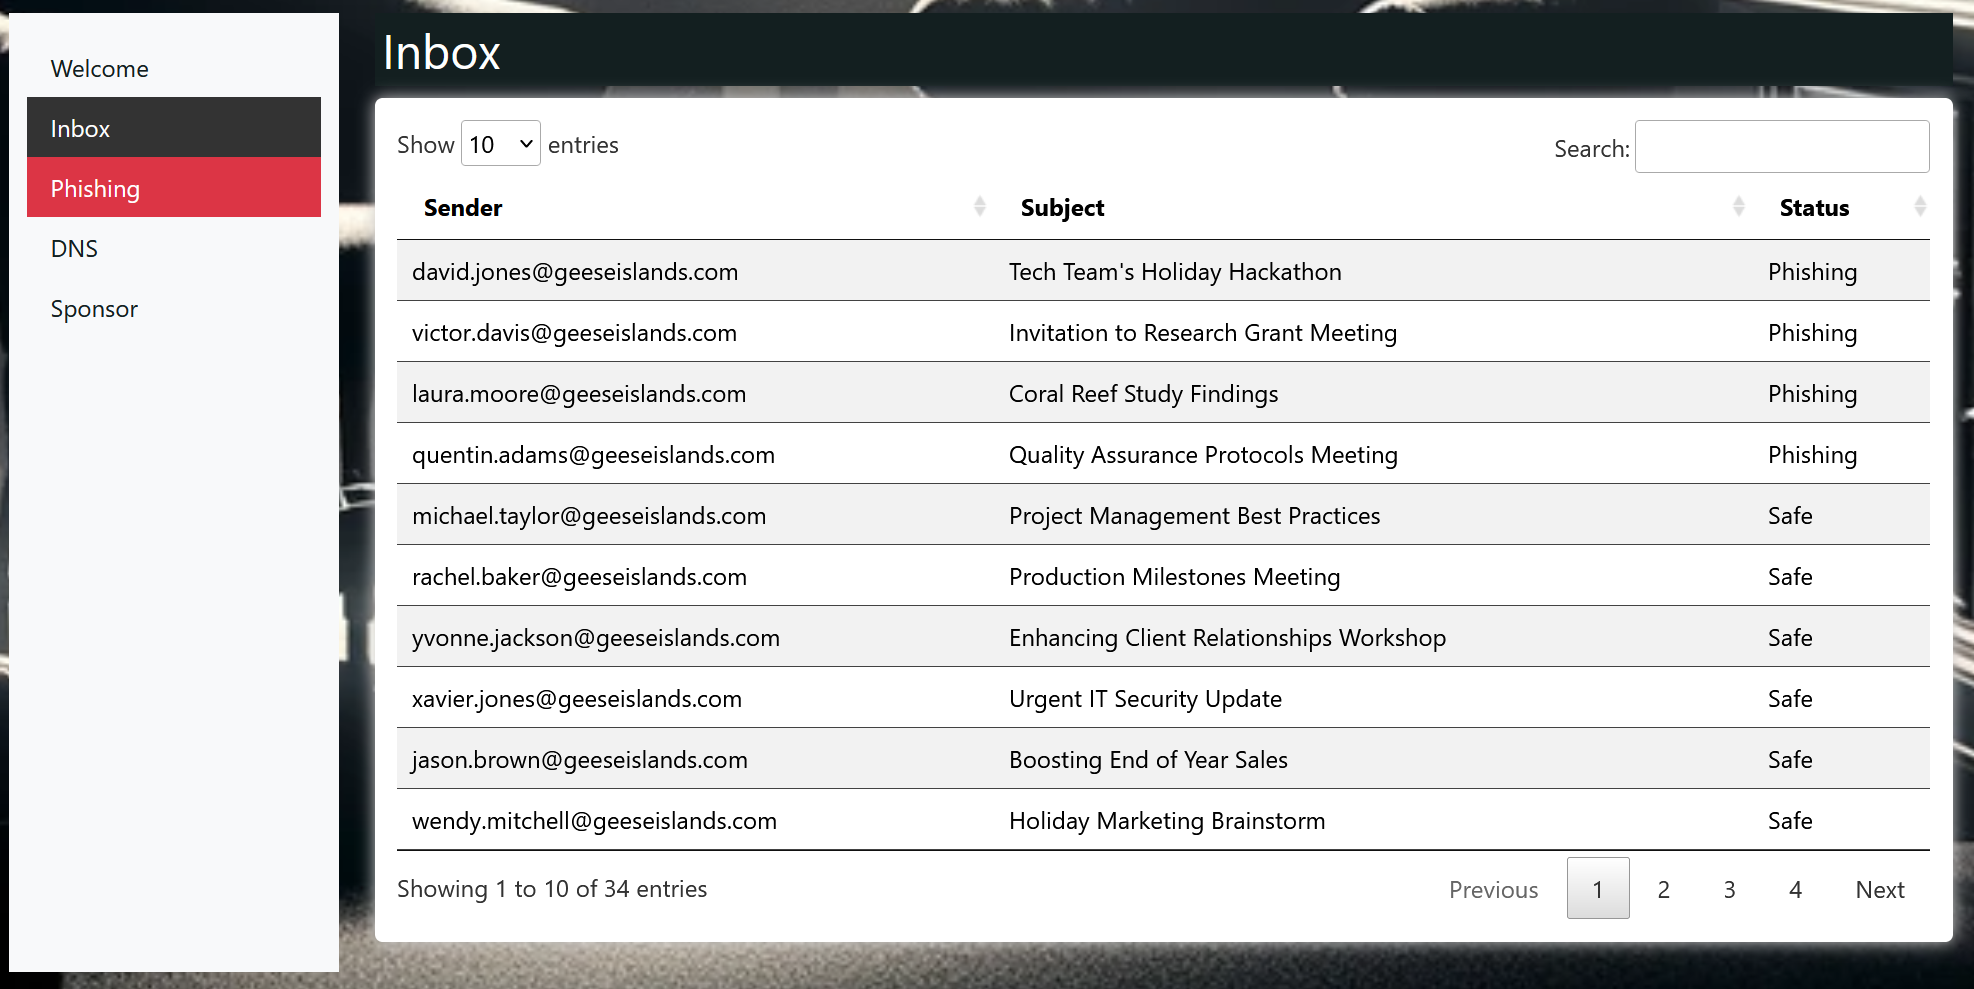 Welcome
Inbox
Phishing
DNS
Sponsor
Inbox
Show 10 entries
Search:
Sender Subject Status
david.jones@geeseislands.com Tech Team's Holiday Hackathon Phishing
victor.davis@geeseislands.com Invitation to Research Grant Meeting Phishing
laura.moore@geeseislands.com Coral Reef Study Findings Phishing
quentin.adams@geeseislands.com Quality Assurance Protocols Meeting Phishing
michael.taylor@geeseislands.com Project Management Best Practices Safe
rachel.baker@geeseislands.com Production Milestones Meeting Safe
yvonne.jackson@geeseislands.com Enhancing Client Relationships Workshop Safe
xavier.jones@geeseislands.com Urgent IT Security Update Safe
jason.brown@geeseislands.com Boosting End of Year Sales Safe
wendy.mitchell@geeseislands.com Holiday Marketing Brainstorm Safe
Showing 1 to 10 of 34 entries
Previous 1 2 3 4 Next